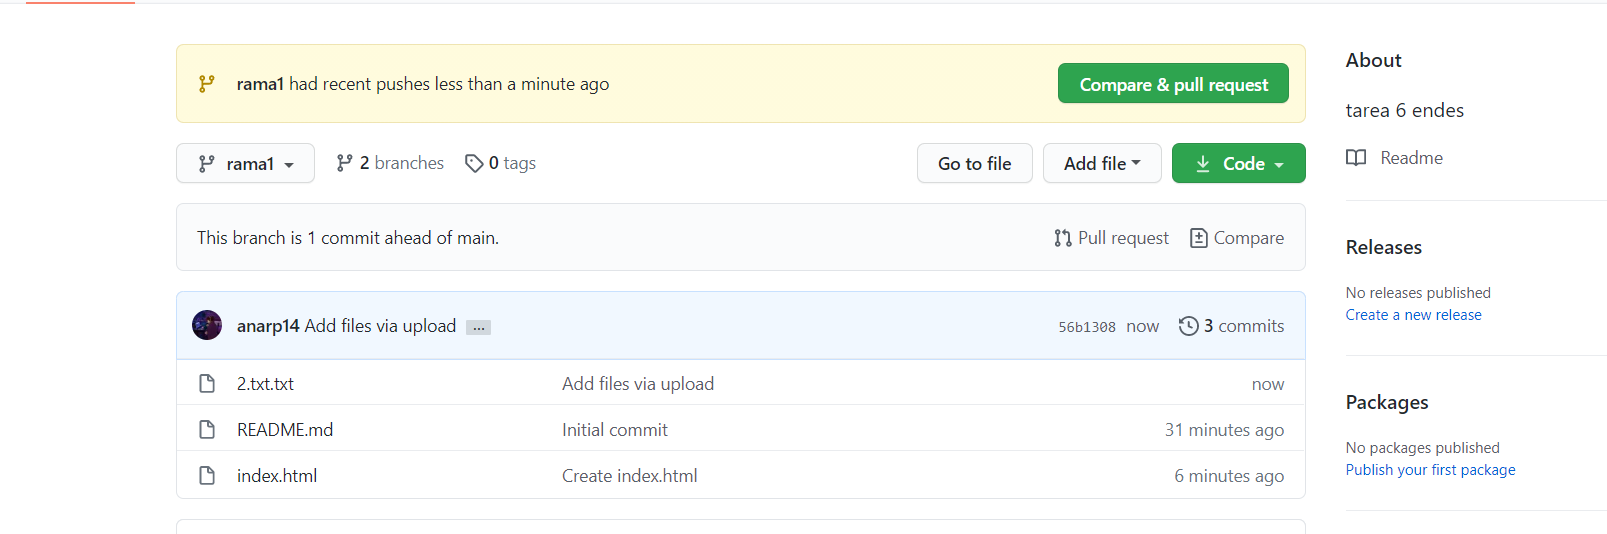 rama1 had recent pushes less than a minute ago
Compare & pull request
rama1
2 branches
0 tags
Go to file
Add file
Code
This branch is 1 commit ahead of main.
Pull request
Compare
anarp14 Add files via upload ...
56b1308 now
3 commits
2.txt.txt Add files via upload now
README.md Initial commit 31 minutes ago
index.html Create index.html 6 minutes ago
About
tarea 6 endes
Readme
Releases
No releases published
Create a new release
Packages
No packages published
Publish your first package